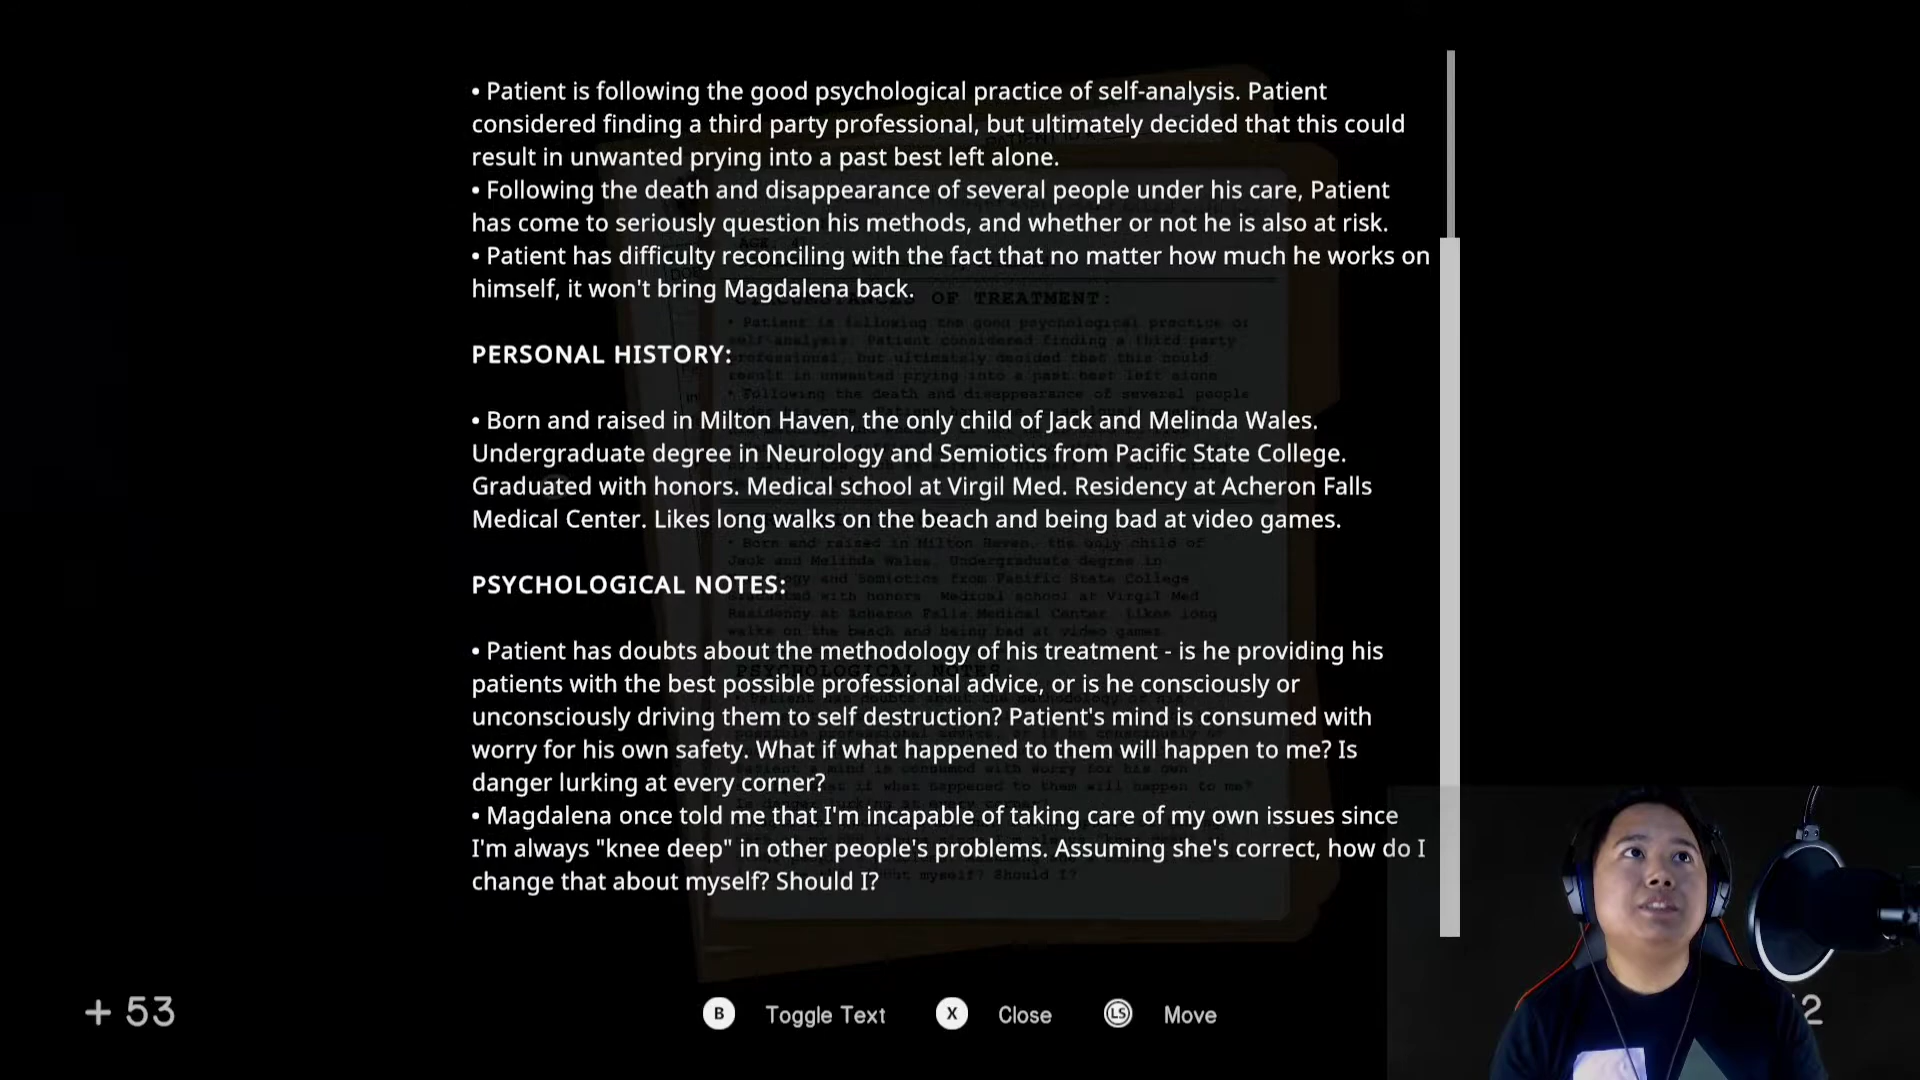 • Patient is following the good psychological practice of self-analysis. Patient
considered finding a third party professional, but ultimately decided that this could
result in unwanted prying into a past best left alone.
• Following the death and disappearance of several people under his care, Patient
has come to seriously question his methods, and whether or not he is also at risk.
• Patient has difficulty reconciling with the fact that no matter how much he works on
himself, it won't bring Magdalena back.
PERSONAL HISTORY:
• Born and raised in Milton Haven, the only child of Jack and Melinda Wales.
Undergraduate degree in Neurology and Semiotics from Pacific State College.
Graduated with honors. Medical school at Virgil Med. Residency at Acheron Falls
Medical Center. Likes long walks on the beach and being bad at video games.
PSYCHOLOGICAL NOTES:
• Patient has doubts about the methodology of his treatment - is he providing his
patients with the best possible professional advice, or is he consciously or
unconsciously driving them to self destruction? Patient's mind is consumed with
worry for his own safety. What if what happened to them will happen to me? Is
danger lurking at every corner?
• Magdalena once told me that I'm incapable of taking care of my own issues since
I'm always "knee deep" in other people's problems. Assuming she's correct, how do I
change that about myself? Should I?
+ 53
B Toggle Text X Close LS Move